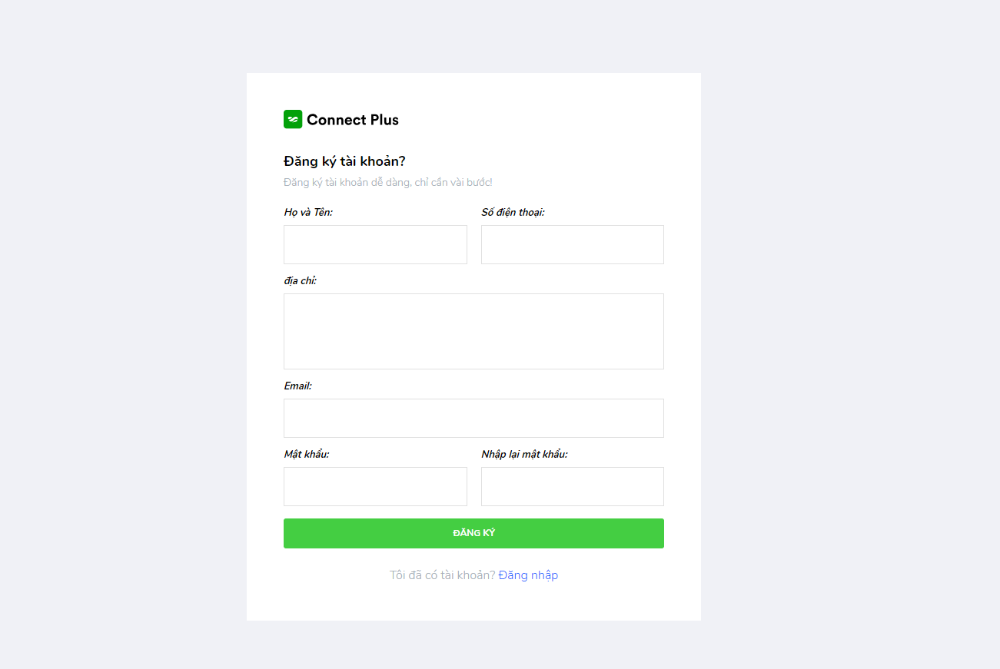 Connect Plus
Đăng ký tài khoản?
Đăng ký tài khoản dễ dàng, chỉ cần vài bước!
Họ và Tên: Số điện thoại:
địa chỉ:
Email:
Mật khẩu: Nhập lại mật khẩu:
ĐĂNG KÝ
Tôi đã có tài khoản? Đăng nhập